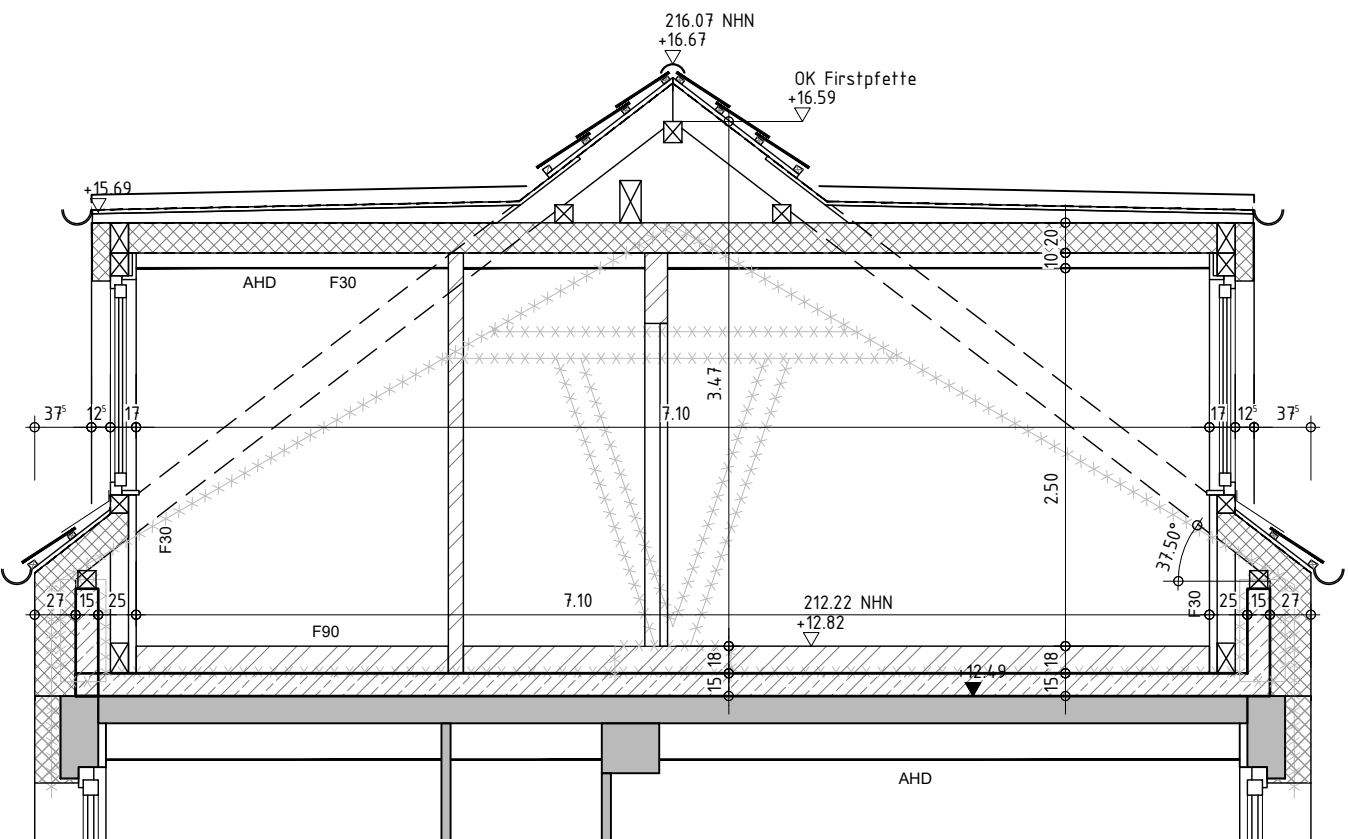 216.07 NHN
+16.67
OK Firstpfette
+16.59
+15.69
10 20
AHD
F30
3.47
37⁵ 12⁵ 17
7.10
17 12⁵ 37⁵
2.50
F30
37.50°
27 15 25
7.10
212.22 NHN
+12.82
F30
25 15 27
F90
15 18
+12.49
15 18
AHD